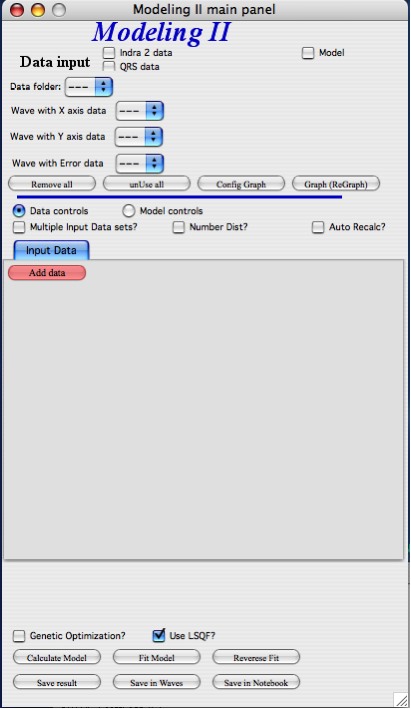 Modeling II main panel
Modeling II
Indra 2 data
Model
Data input
QRS data
Data folder: ---
Wave with X axis data ---
Wave with Y axis data ---
Wave with Error data ---
Remove all unUse all Config Graph Graph (ReGraph)
Data controls Model controls
Multiple Input Data sets? Number Dist? Auto Recalc?
Input Data
Add data
Genetic Optimization? Use LSQF?
Calculate Model Fit Model Reverese Fit
Save result Save in Waves Save in Notebook